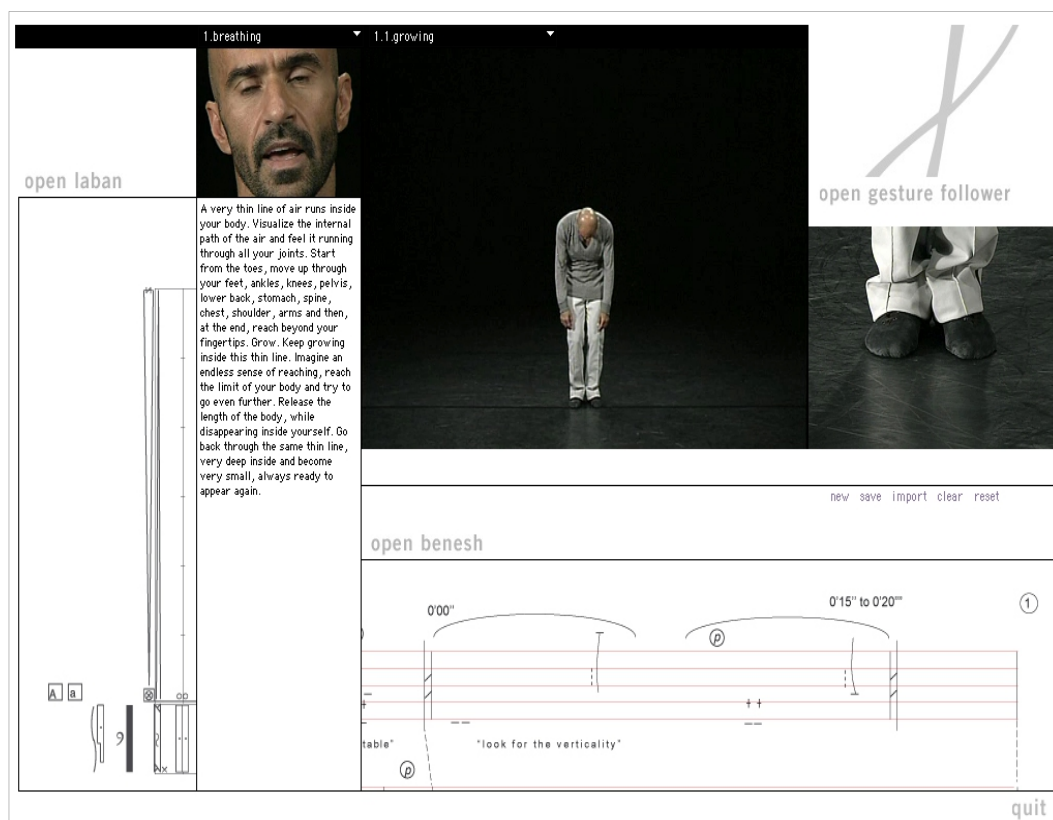 1.breathing
1.1.growing
open laban
open gesture follower
A very thin line of air runs inside
your body. Visualize the internal
path of the air and feel it running
through all your joints. Start
from the toes, move up through
your feet, ankles, knees, pelvis,
lower back, stomach, spine,
chest, shoulder, arms and then,
at the end, reach beyond your
fingertips. Grow. Keep growing
inside this thin line. Imagine an
endless sense of reaching, reach
the limit of your body and try to
go even further. Release the
length of the body, while
disappearing inside yourself. Go
back through the same thin line,
very deep inside and become
very small, always ready to
appear again.
new save import clear reset
open benesh
0'00"
0'15" to 0'20"
1
p
A a
table" "look for the verticality"
p
quit